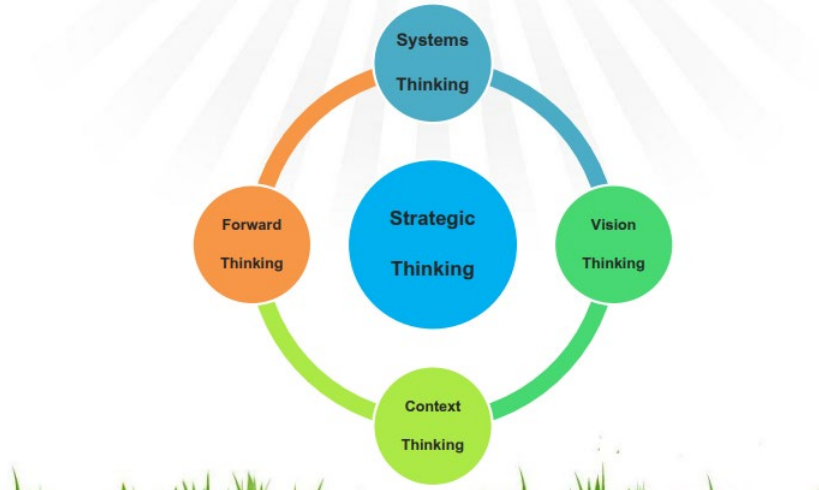 Systems
Thinking
Forward
Thinking
Strategic
Thinking
Vision
Thinking
Context
Thinking